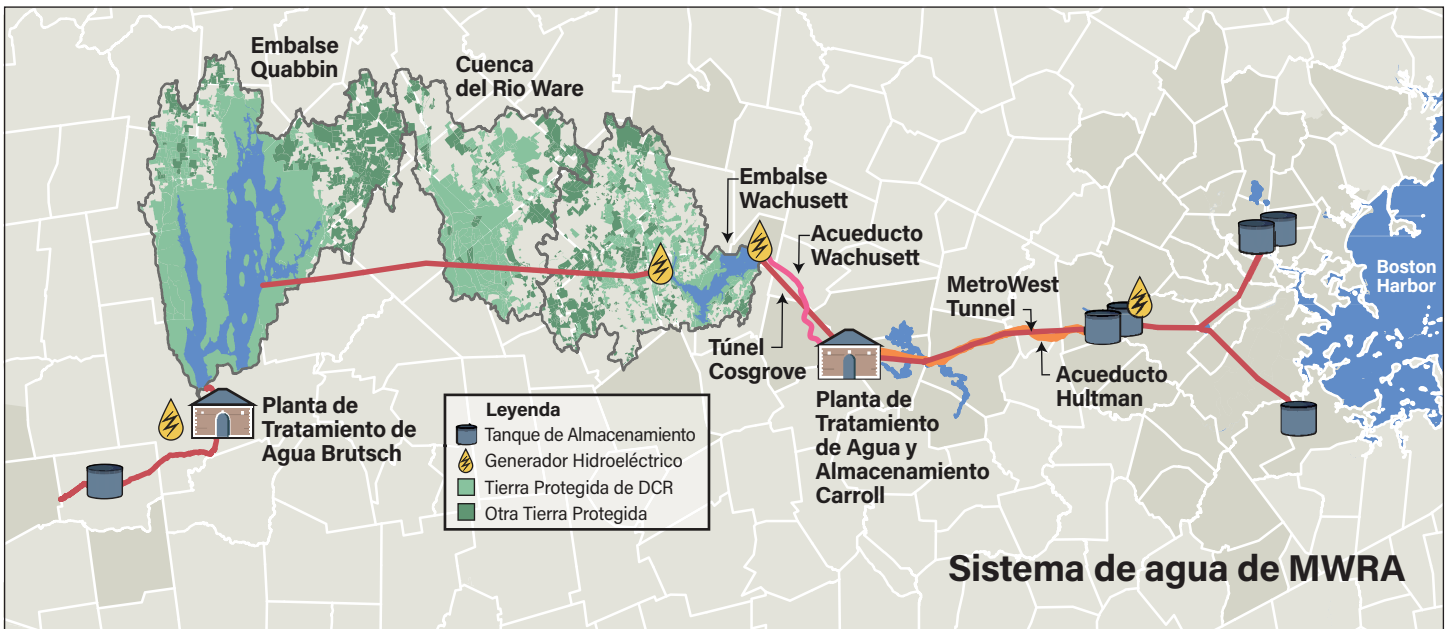 Embalse
Quabbin
Cuenca
del Rio Ware
Embalse
Wachusett
Acueducto
Wachusett
MetroWest
Tunnel
Boston
Harbor
Túnel
Cosgrove
Acueducto
Hultman
Planta de
Tratamiento de
Agua Brutsch
Planta de
Tratamiento
de Agua y
Almacenamiento
Carroll
Leyenda
Tanque de Almacenamiento
Generador Hidroeléctrico
Tierra Protegida de DCR
Otra Tierra Protegida
Sistema de agua de MWRA